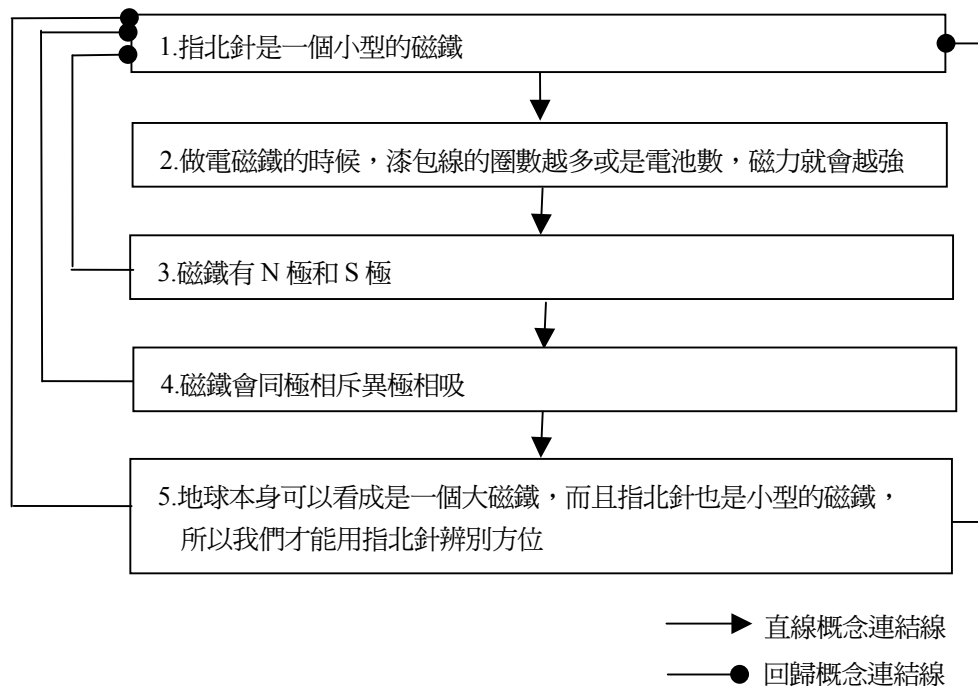 1.指北針是一個小型的磁鐵
2.做電磁鐵的時候，漆包線的圈數越多或是電池數，磁力就會越強
3.磁鐵有 N 極和 S 極
4.磁鐵會同極相斥異極相吸
5.地球本身可以看成是一個大磁鐵，而且指北針也是小型的磁鐵，
所以我們才能用指北針辨別方位
直線概念連結線
回歸概念連結線